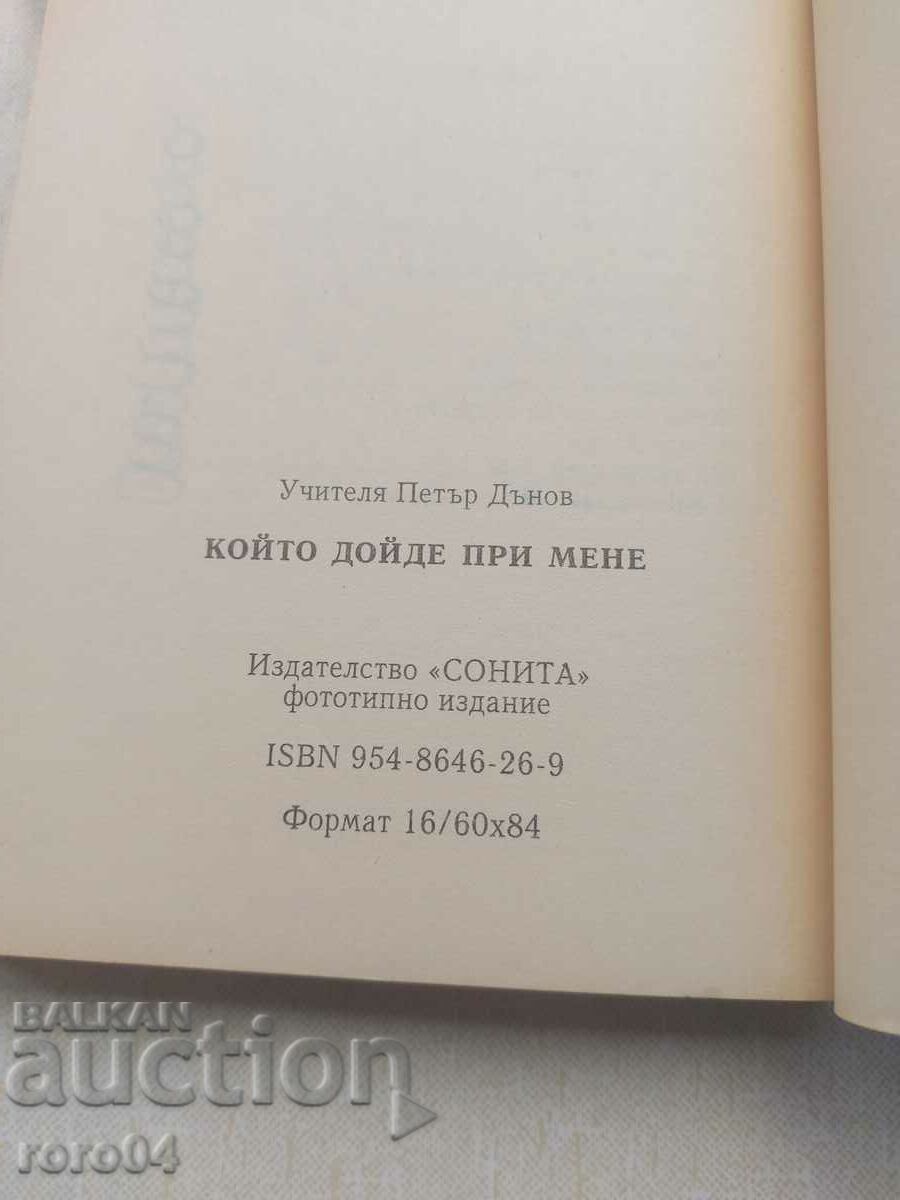 Учителя Петър Дънов
КОЙТО ДОЙДЕ ПРИ МЕНЕ
Издателство «СОНИТА»
фототипно издание
ISBN 954-8646-26-9
Формат 16/60x84
BALKAN
auction
roro04